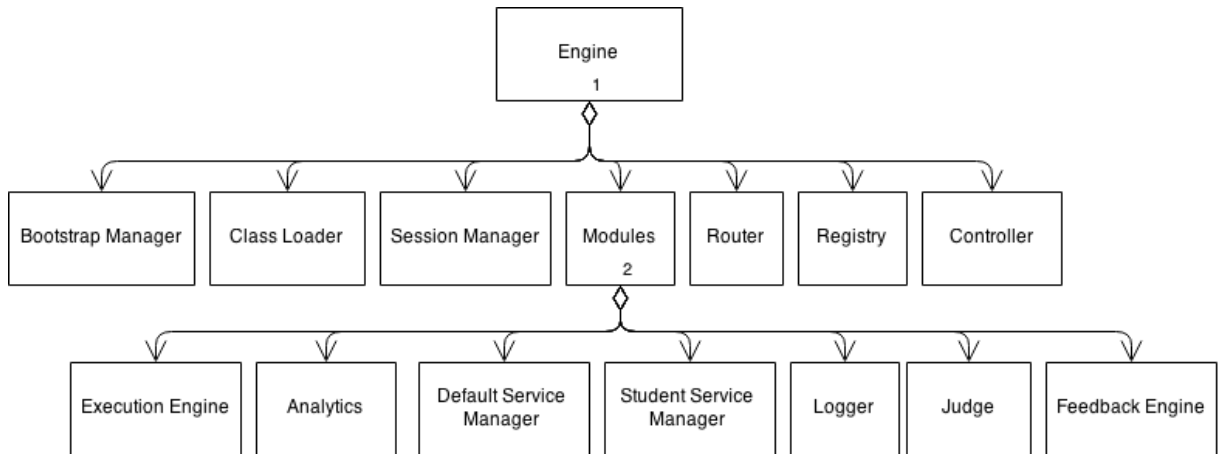 Engine
1
Bootstrap Manager
Class Loader
Session Manager
Modules
Router
Registry
Controller
2
Execution Engine
Analytics
Default Service
Manager
Student Service
Manager
Logger
Judge
Feedback Engine